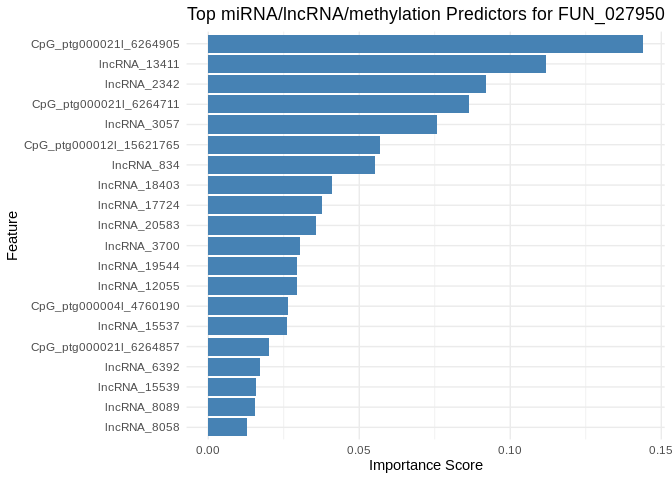 Top miRNA/lncRNA/methylation Predictors for FUN_027950
CpG_ptg000021l_6264905
lncRNA_13411
lncRNA_2342
CpG_ptg000021l_6264711
lncRNA_3057
CpG_ptg000012l_15621765
lncRNA_834
lncRNA_18403
lncRNA_17724
lncRNA_20583
lncRNA_3700
lncRNA_19544
lncRNA_12055
CpG_ptg000004l_4760190
lncRNA_15537
CpG_ptg000021l_6264857
lncRNA_6392
lncRNA_15539
lncRNA_8089
lncRNA_8058
Feature
0.00 0.05 0.10 0.15
Importance Score